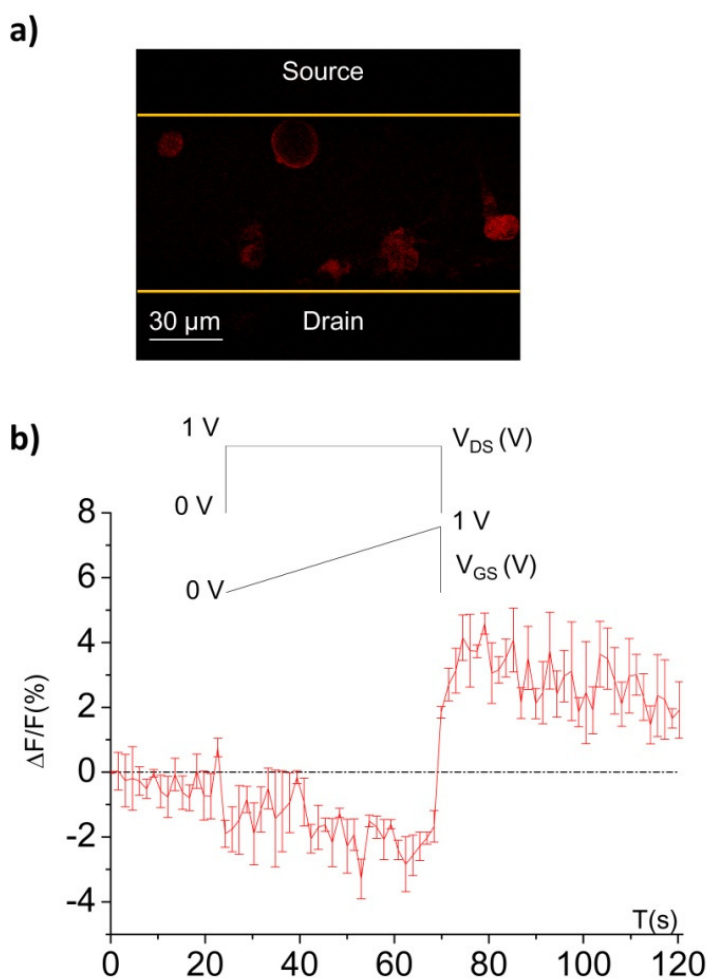 a)
Source
30 µm
Drain
b)
1 V
V_DS (V)
0 V
1 V
0 V
V_GS (V)
8
6
4
2
0
-2
-4
ΔF/F(%)
T(s)
0 20 40 60 80 100 120